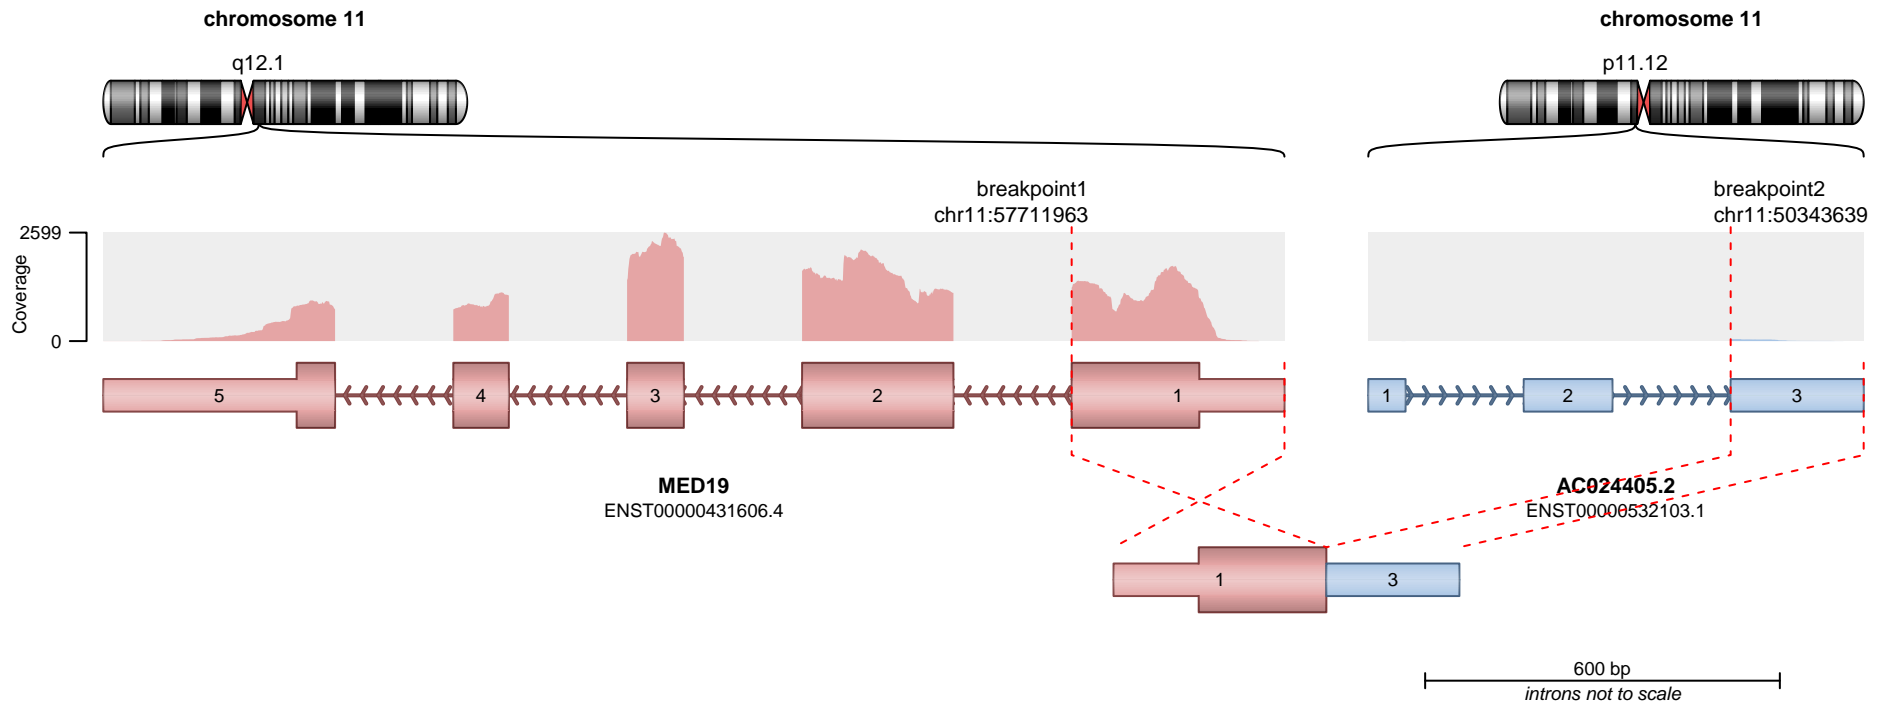 chromosome 11
chromosome 11
q12.1
p11.12
breakpoint1
chr11:57711963
breakpoint2
chr11:50343639
2599
Coverage
0
5
4
3
2
1
1
2
3
MED19
ENST00000431606.4
AC024405.2
ENST00000532103.1
1
3
600 bp
introns not to scale